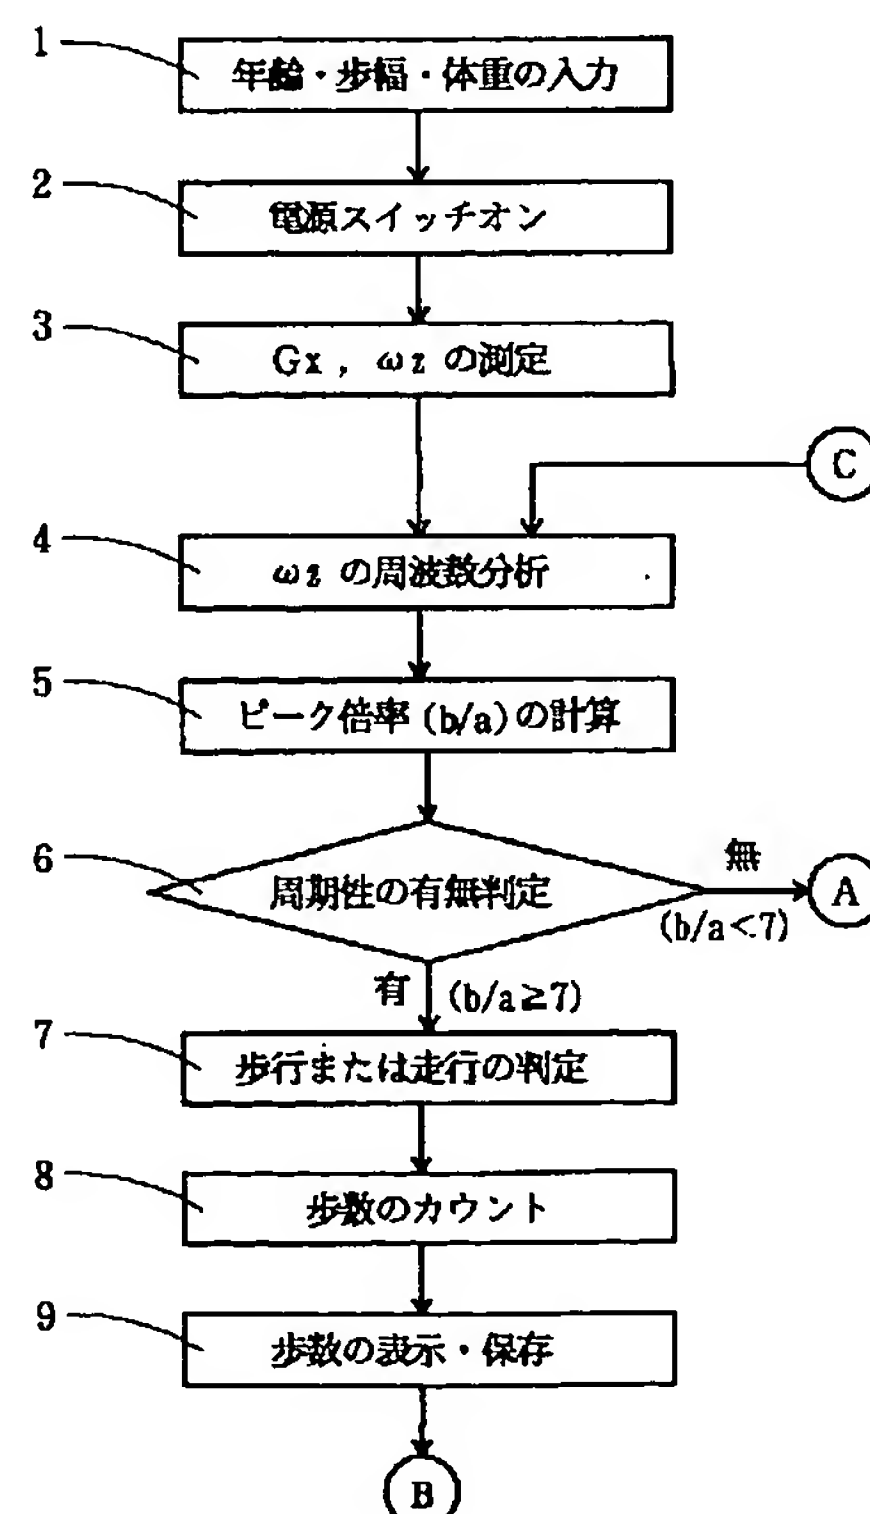 1
年齢・歩幅・体重の入力
2
電源スイッチオン
3
Gx，ωz の測定
C
4
ωz の周波数分析
5
ピーク倍率(b/a)の計算
6
周期性の有無判定
無
A
(b/a<7)
有
(b/a≧7)
7
歩行または走行の判定
8
歩数のカウント
9
歩数の表示・保存
B